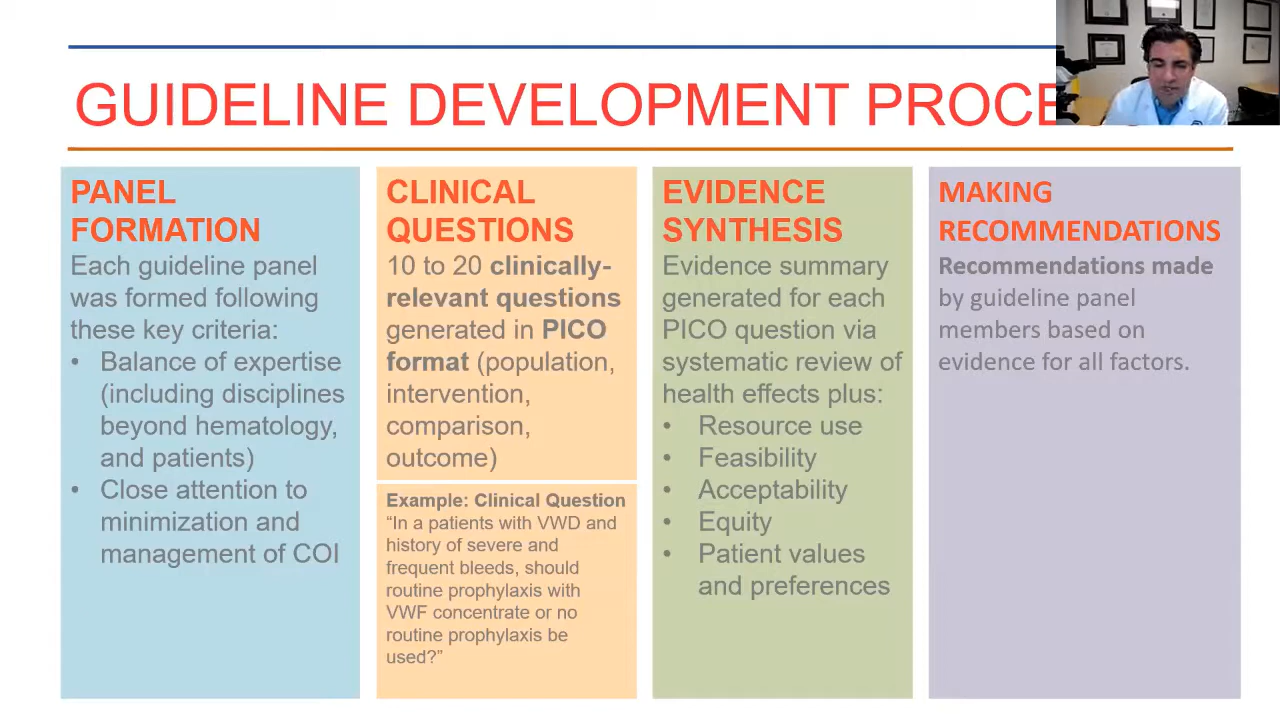 GUIDELINE DEVELOPMENT
PANEL
FORMATION
Each guideline panel
was formed following
these key criteria:
• Balance of expertise
(including disciplines
beyond hematology,
and patients)
• Close attention to
minimization and
management of COI
CLINICAL
QUESTIONS
10 to 20 clinically-
relevant questions
generated in PICO
format (population,
intervention,
comparison,
outcome)
Example: Clinical Question
“In a patients with VWD and
history of severe and
frequent bleeds, should
routine prophylaxis with
VWF concentrate or no
routine prophylaxis be
used?”
EVIDENCE
SYNTHESIS
Evidence summary
generated for each
PICO question via
systematic review of
health effects plus:
• Resource use
• Feasibility
• Acceptability
• Equity
• Patient values
and preferences
MAKING
RECOMMENDATIONS
Recommendations made
by guideline panel
members based on
evidence for all factors.